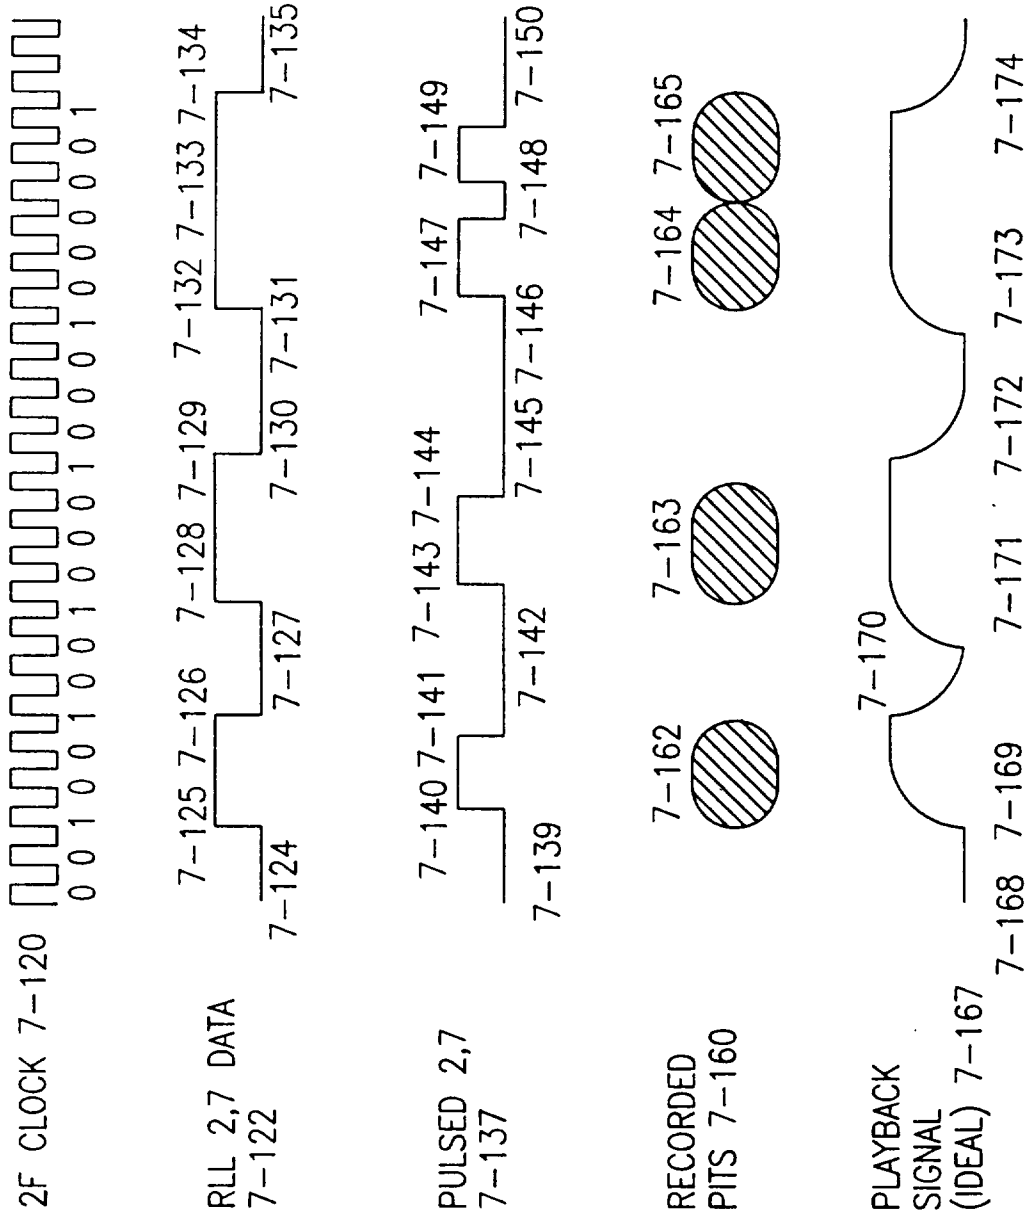 2F CLOCK 7-120
0 0 1 0 0 1 0 0 1 0 0 0 1 0 0 0 1 0 0 0 0 0 1
7-125 7-126 7-128 7-129 7-132 7-133 7-134
RLL 2,7 DATA
7-122
7-124 7-127 7-130 7-131 7-135
7-140 7-141 7-143 7-144 7-147 7-149
PULSED 2,7
7-137
7-139 7-142 7-145 7-146 7-148 7-150
7-162 7-163 7-164 7-165
RECORDED
PITS 7-160
7-170
PLAYBACK
SIGNAL
(IDEAL) 7-167
7-168 7-169 7-171 7-172 7-173 7-174